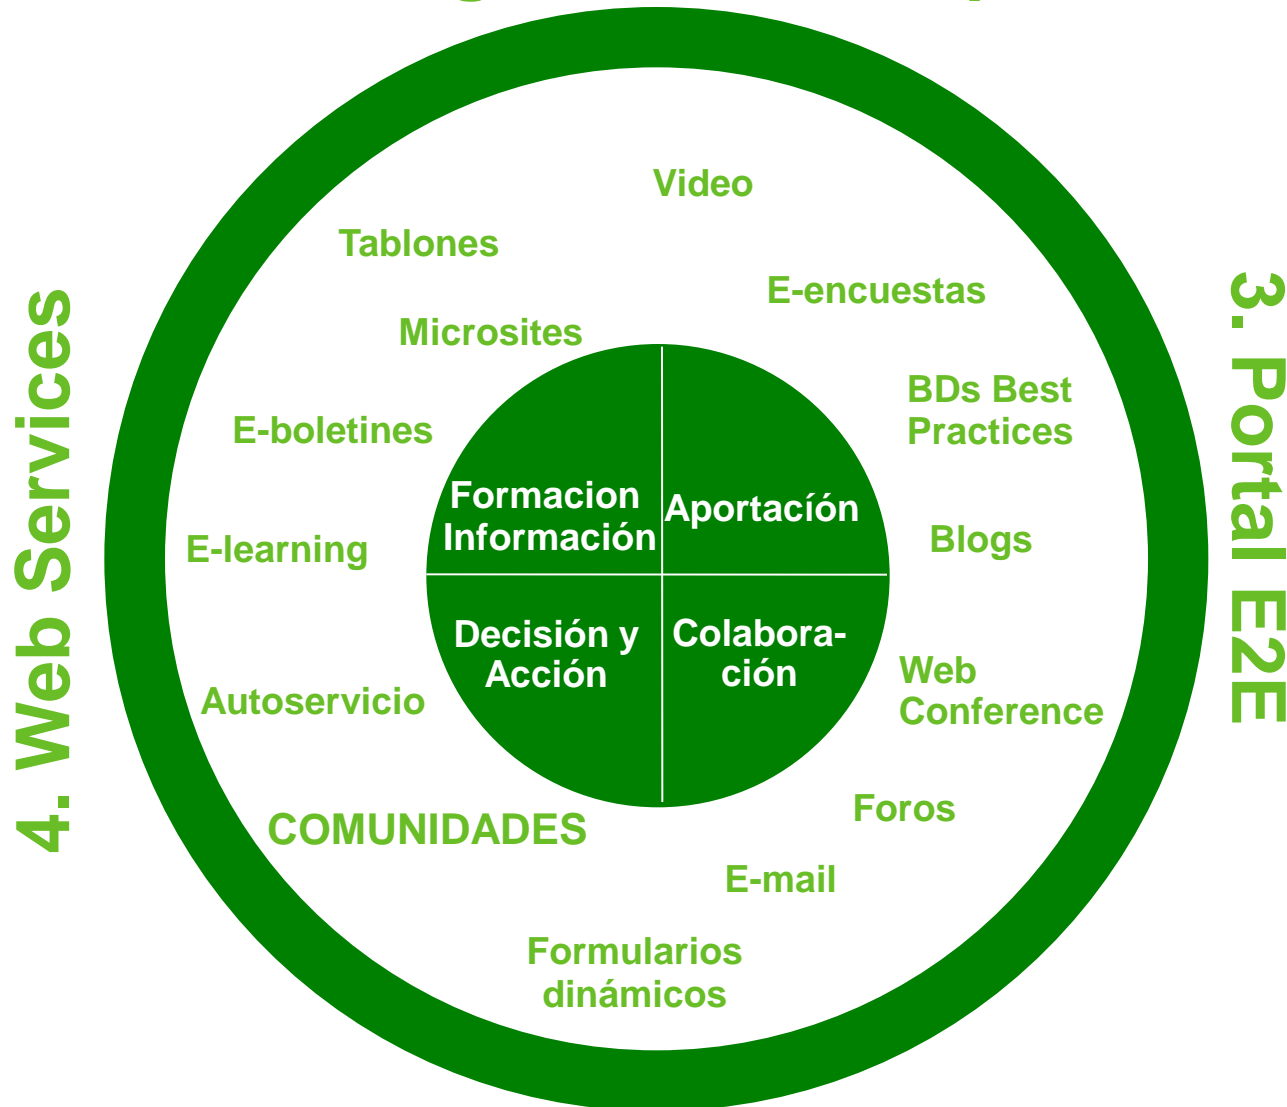 Video
Tablones
E-encuestas
Microsites
BDs Best
Practices
E-boletines
Formacion
Información
Aportacíón
Blogs
E-learning
Decisión y
Acción
Colabora-
ción
Web
Conference
Autoservicio
Foros
COMUNIDADES
E-mail
Formularios
dinámicos
4. Web Services
3. Portal E2E